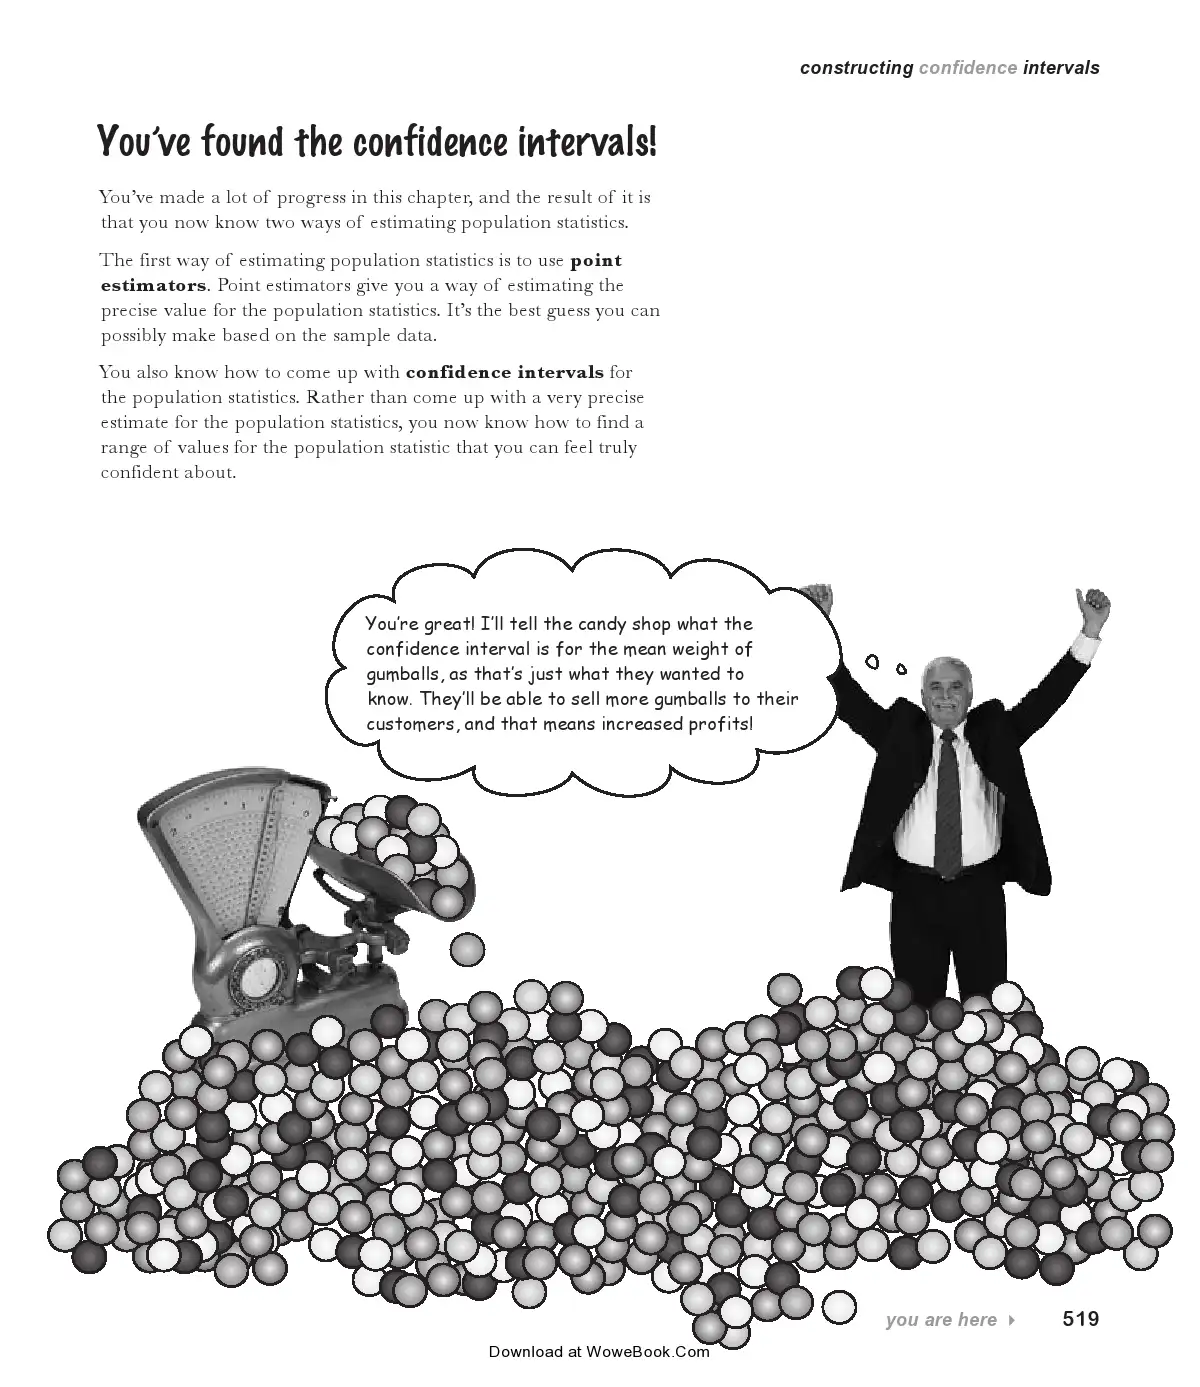 constructing confidence intervals
You've found the confidence intervals!
You've made a lot of progress in this chapter, and the result of it is
that you now know two ways of estimating population statistics.
The first way of estimating population statistics is to use point
estimators. Point estimators give you a way of estimating the
precise value for the population statistics. It's the best guess you can
possibly make based on the sample data.
You also know how to come up with confidence intervals for
the population statistics. Rather than come up with a very precise
estimate for the population statistics, you now know how to find a
range of values for the population statistic that you can feel truly
confident about.
You're great! I'll tell the candy shop what the
confidence interval is for the mean weight of
gumballs, as that's just what they wanted to
know. They'll be able to sell more gumballs to their
customers, and that means increased profits!
you are here 519
Download at WoweBook.Com